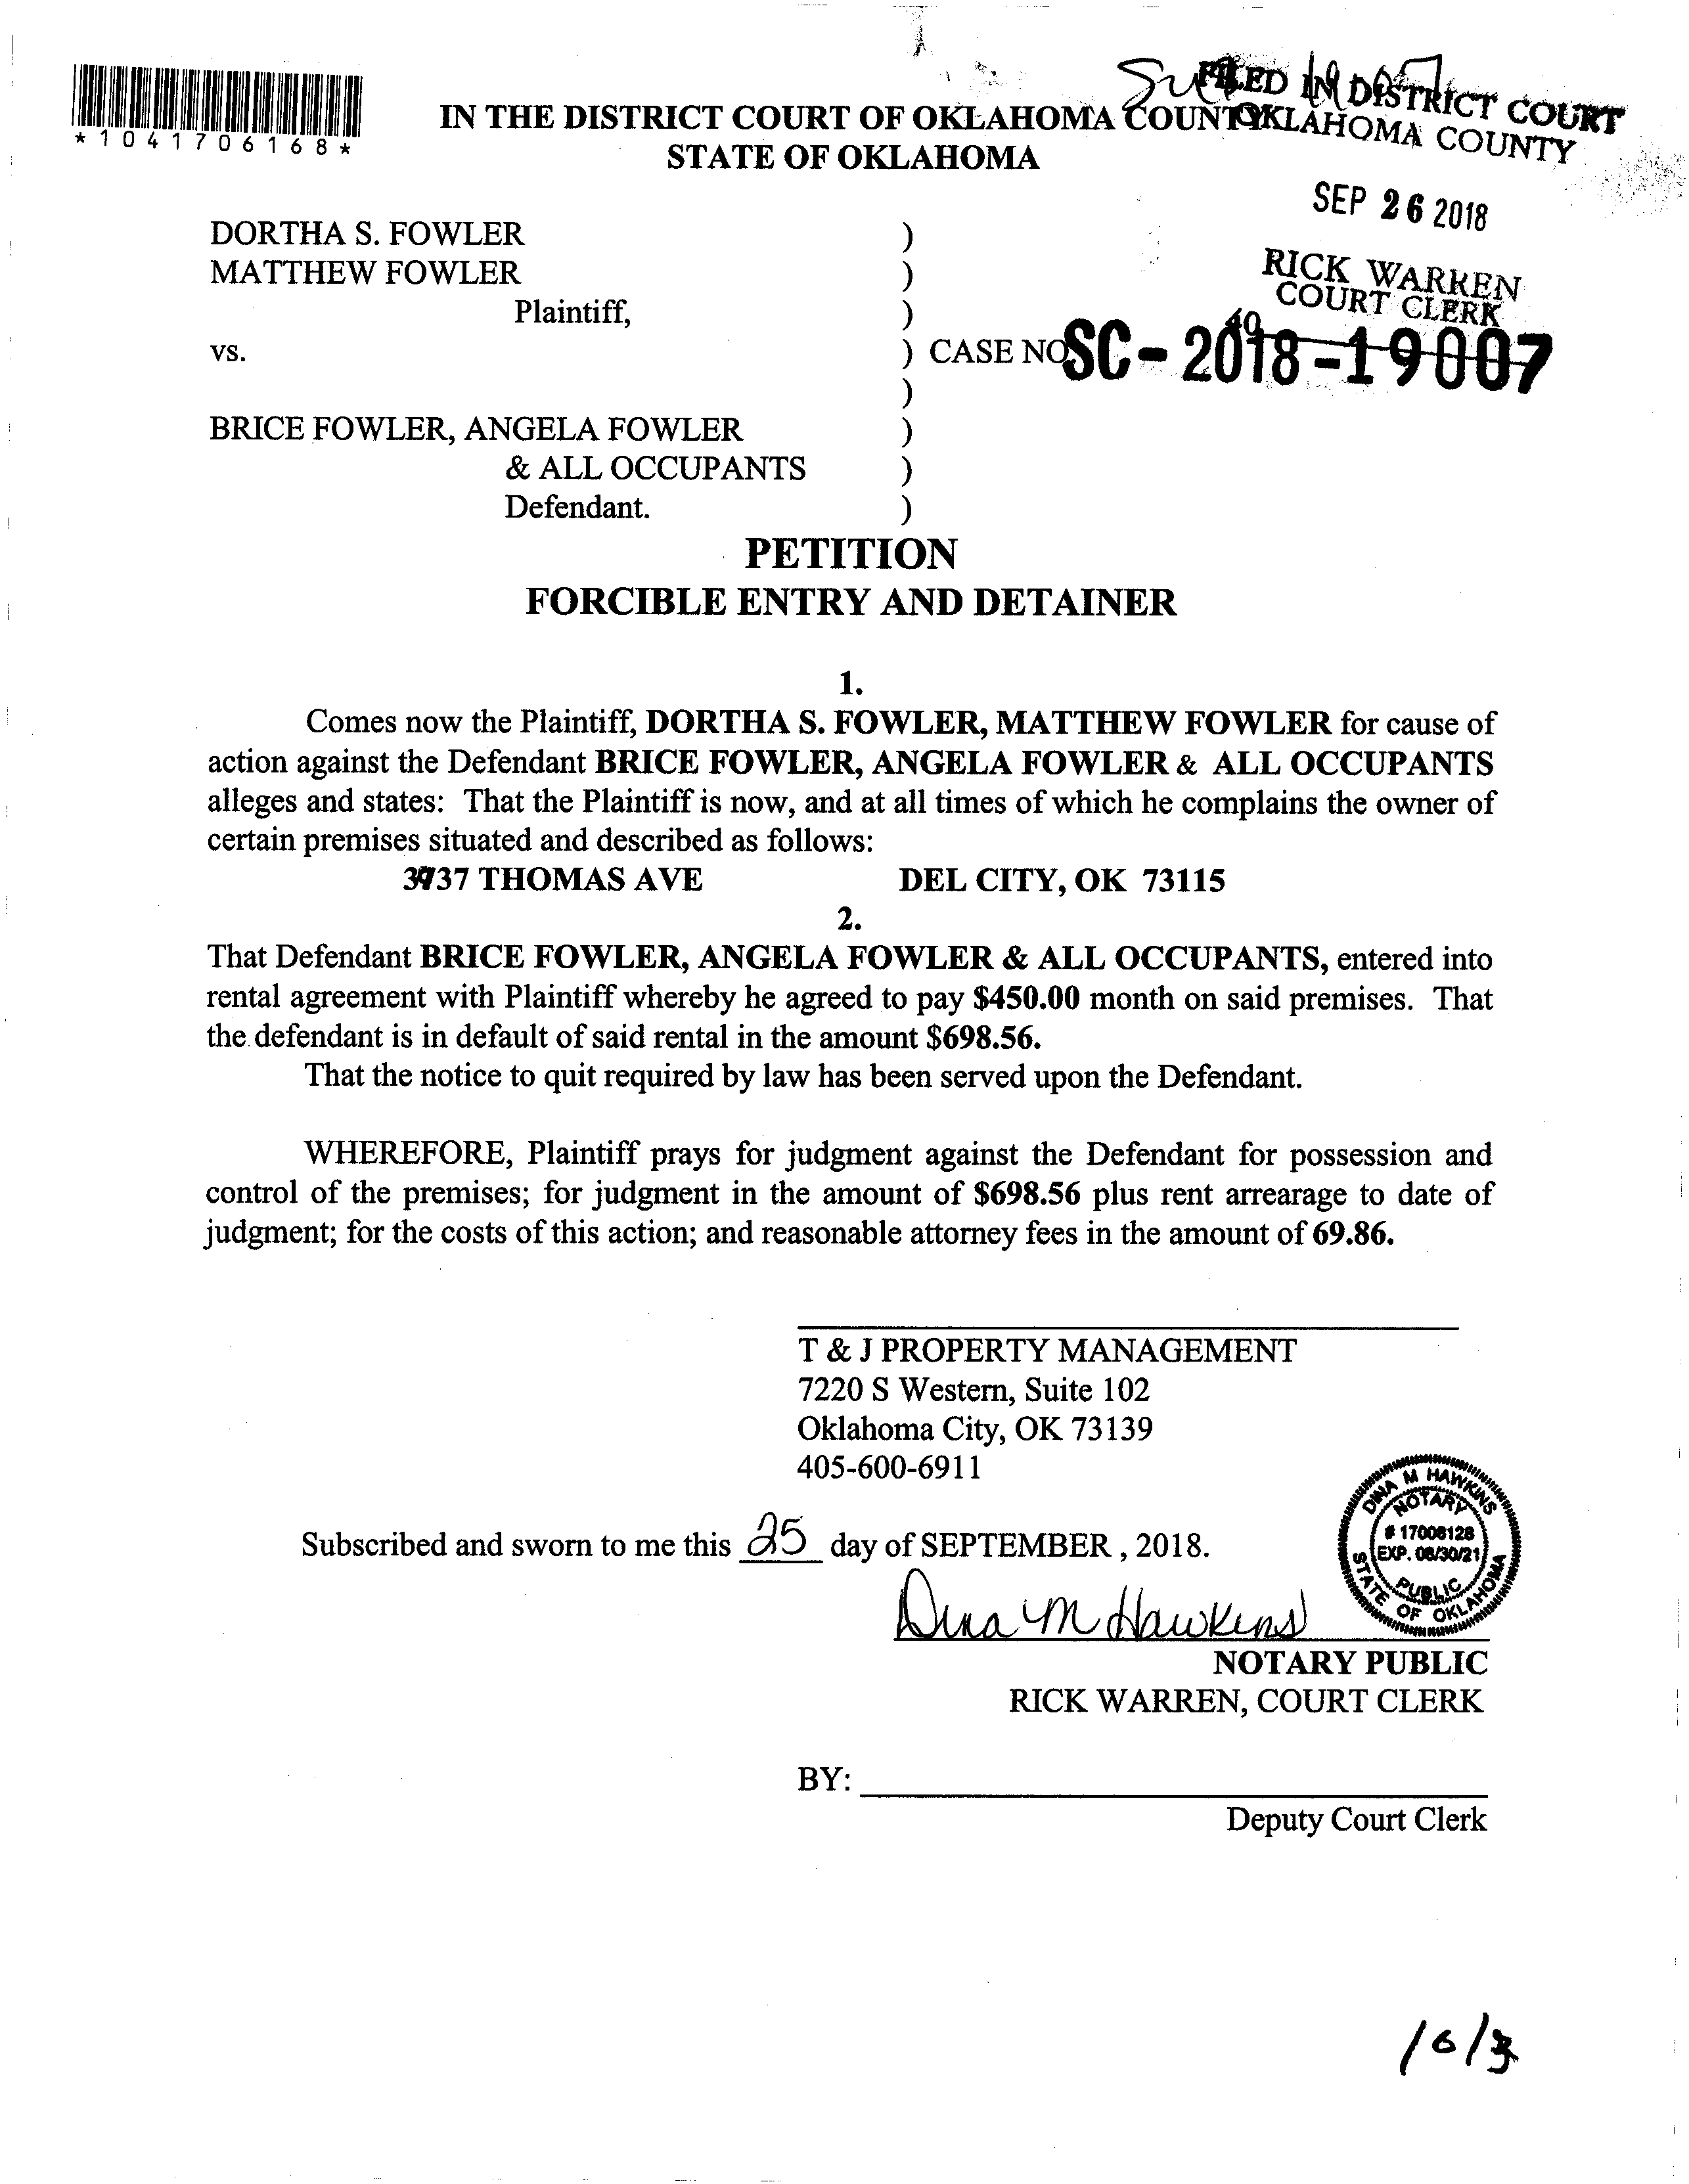 *1041706168*
IN THE DISTRICT COURT OF OKLAHOMA COUNTY
STATE OF OKLAHOMA
FILED IN DISTRICT COURT
OKLAHOMA COUNTY
SEP 26 2018
RICK WARREN
COURT CLERK
40
DORTHA S. FOWLER )
MATTHEW FOWLER )
Plaintiff, )
vs. ) CASE NO SC-2018-19007
)
BRICE FOWLER, ANGELA FOWLER )
& ALL OCCUPANTS )
Defendant. )
PETITION
FORCIBLE ENTRY AND DETAINER
1.
Comes now the Plaintiff, DORTHA S. FOWLER, MATTHEW FOWLER for cause of
action against the Defendant BRICE FOWLER, ANGELA FOWLER & ALL OCCUPANTS
alleges and states: That the Plaintiff is now, and at all times of which he complains the owner of
certain premises situated and described as follows:
THOMAS AVE DEL CITY, OK 73115
2.
That Defendant BRICE FOWLER, ANGELA FOWLER & ALL OCCUPANTS, entered into
rental agreement with Plaintiff whereby he agreed to pay $450.00 month on said premises. That
the defendant is in default of said rental in the amount $698.56.
That the notice to quit required by law has been served upon the Defendant.
WHEREFORE, Plaintiff prays for judgment against the Defendant for possession and
control of the premises; for judgment in the amount of $698.56 plus rent arrearage to date of
judgment; for the costs of this action; and reasonable attorney fees in the amount of 69.86.
T & J PROPERTY MANAGEMENT
7220 S Western, Suite 102
Oklahoma City, OK 73139
405-600-6911
DINA M HAWKINS
NOTARY
# 17008128
EXP. 08/30/21
PUBLIC
STATE OF OKLAHOMA
Subscribed and sworn to me this 25 day of SEPTEMBER , 2018.
Dina M Hawkins
NOTARY PUBLIC
RICK WARREN, COURT CLERK
BY:
Deputy Court Clerk